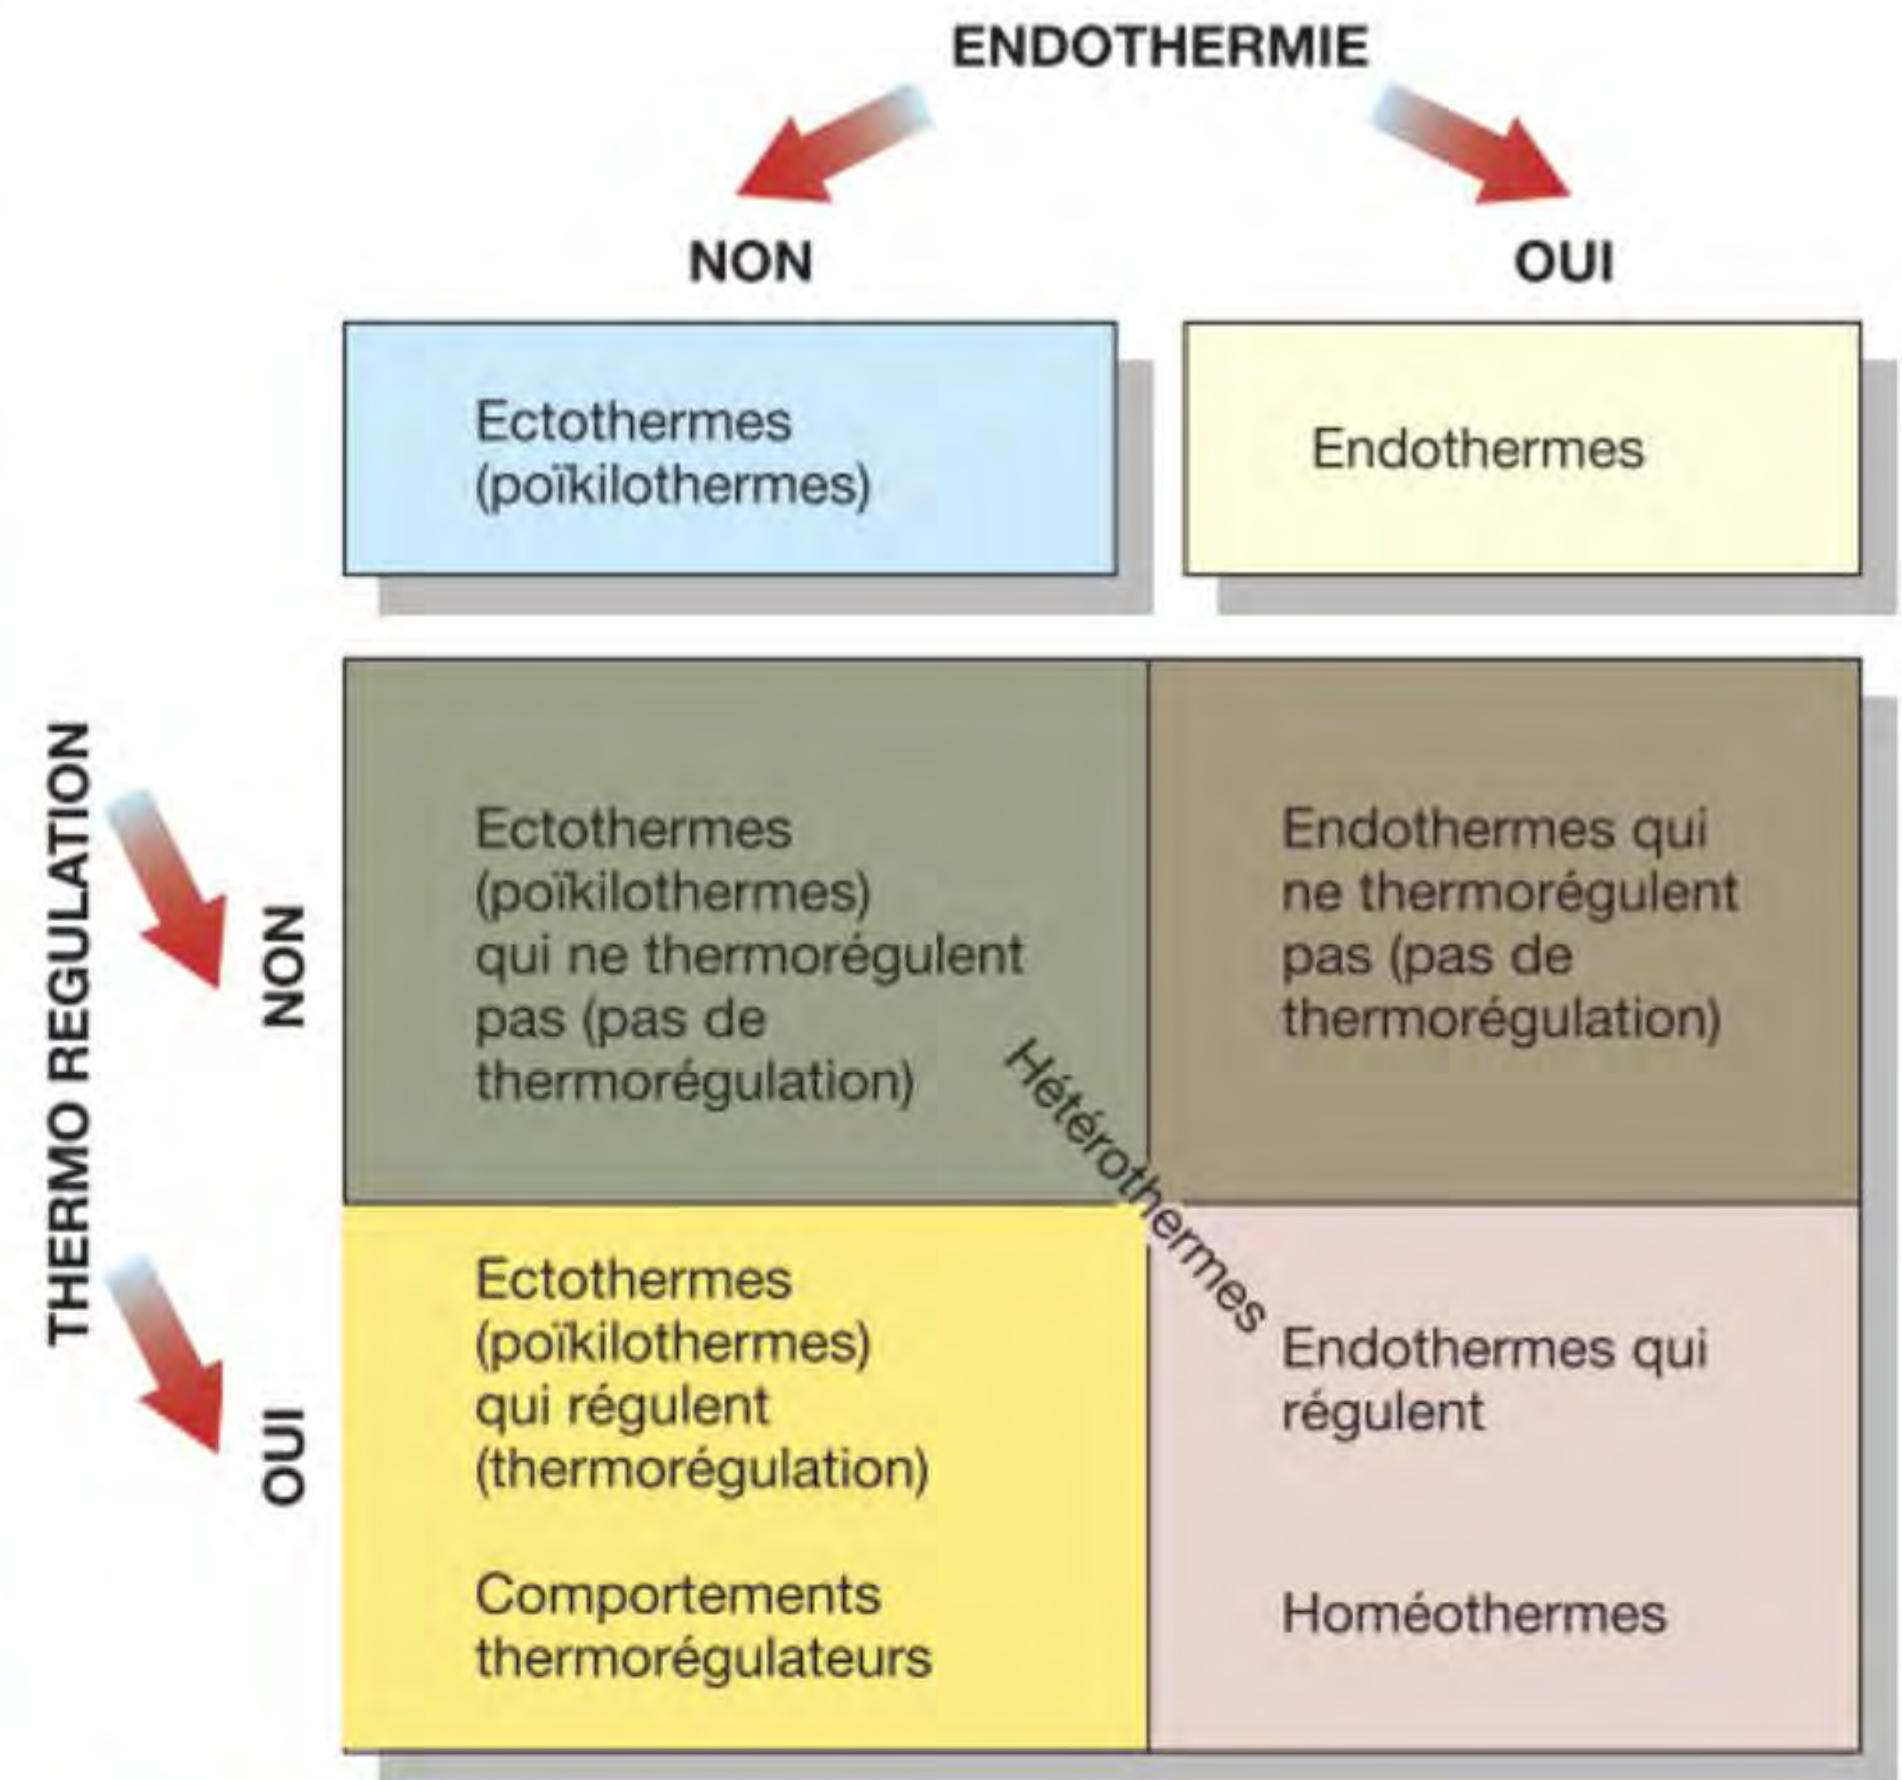 ENDOTHERMIE
NON
OUI
Ectothermes
(poïkilothermes)
Endothermes
THERMO REGULATION
NON
Ectothermes
(poïkilothermes)
qui ne thermorégulent
pas (pas de
thermorégulation)
Endothermes qui
ne thermorégulent
pas (pas de
thermorégulation)
Hétérothermes
OUI
Ectothermes
(poïkilothermes)
qui régulent
(thermorégulation)
Comportements
thermorégulateurs
Endothermes qui
régulent
Homéothermes